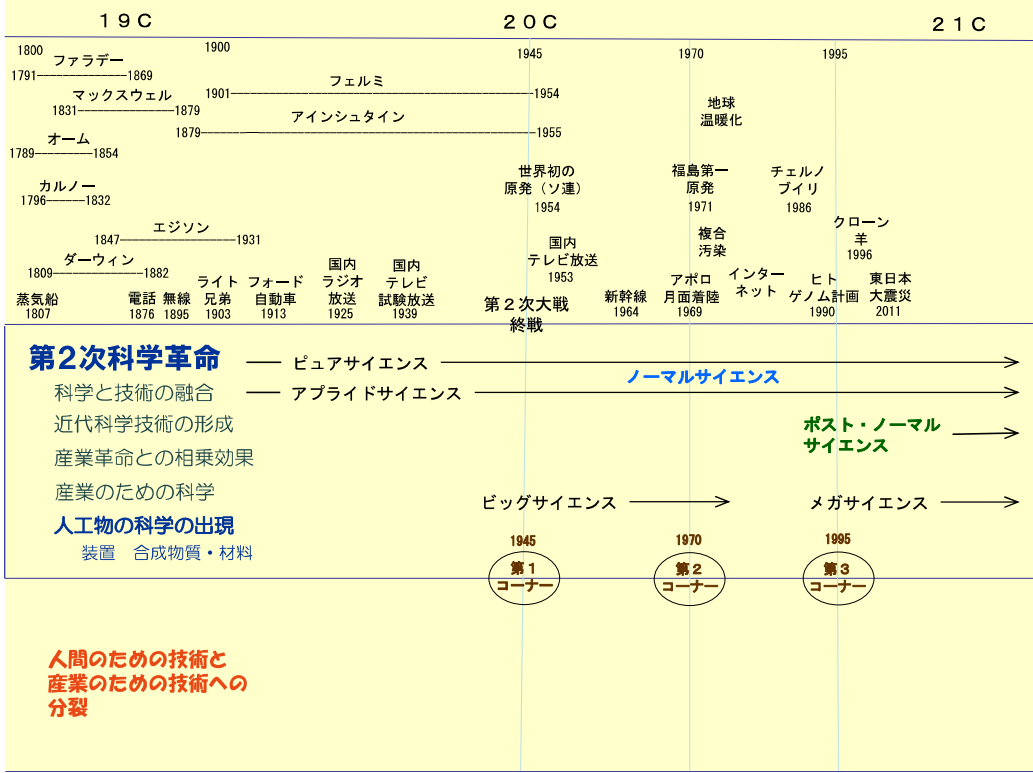 19C
20C
21C
1800
1900
1945
1970
1995
ファラデー
1791 1869
マックスウェル
1831 1879
オーム
1789 1854
カルノー
1796 1832
エジソン
1847 1931
ダーウィン
1809 1882
フェルミ
1901 1954
アインシュタイン
1879 1955
蒸気船
1807
電話
1876
無線
1895
ライト
兄弟
1903
フォード
自動車
1913
国内
ラジオ
放送
1925
国内
テレビ
試験放送
1939
世界初の
原発(ソ連)
1954
国内
テレビ放送
1953
第2次大戦
終戦
新幹線
1964
地球
温暖化
福島第一
原発
1971
複合
汚染
アポロ
月面着陸
1969
インター
ネット
チェルノ
ブイリ
1986
クローン
羊
1996
ヒト
ゲノム計画
1990
東日本
大震災
2011
第2次科学革命
科学と技術の融合
近代科学技術の形成
産業革命との相乗効果
産業のための科学
人工物の科学の出現
装置 合成物質・材料
ピュアサイエンス
ノーマルサイエンス
アプライドサイエンス
ポスト・ノーマル
サイエンス
ビッグサイエンス
メガサイエンス
1945
第1
コーナー
1970
第2
コーナー
1995
第3
コーナー
人間のための技術と
産業のための技術への
分裂